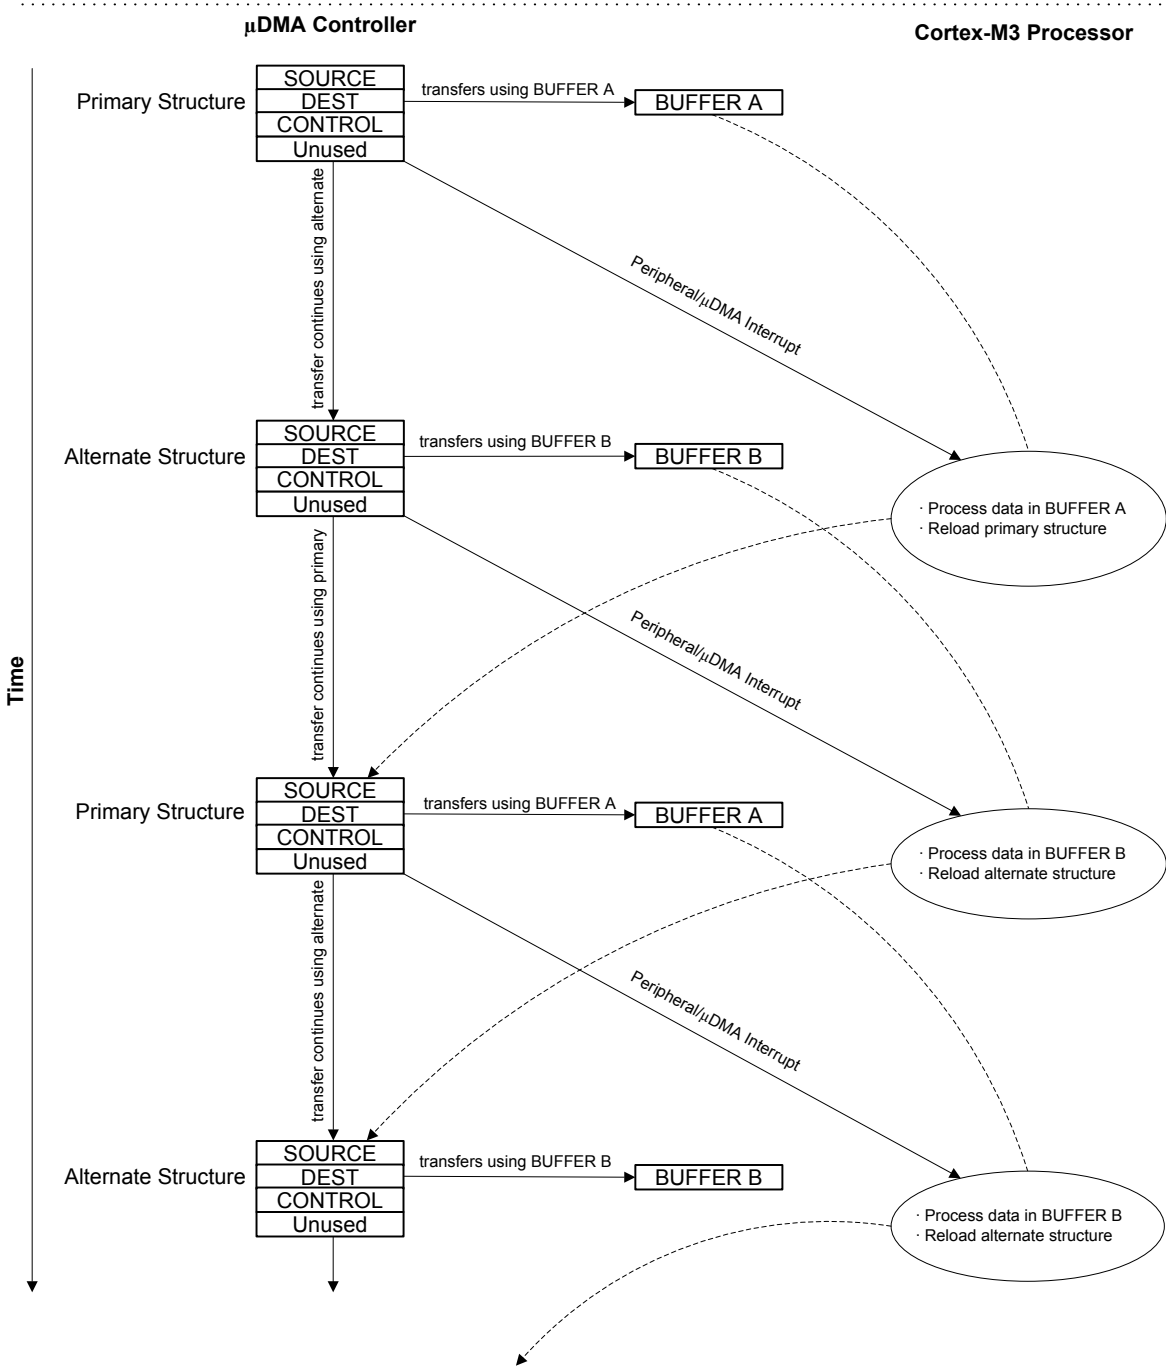 μDMA Controller
Cortex-M3 Processor
Time
Primary Structure
SOURCE
DEST
CONTROL
Unused
transfers using BUFFER A
BUFFER A
transfer continues using alternate
Peripheral/μDMA Interrupt
Alternate Structure
SOURCE
DEST
CONTROL
Unused
transfers using BUFFER B
BUFFER B
· Process data in BUFFER A
· Reload primary structure
transfer continues using primary
Peripheral/μDMA Interrupt
Primary Structure
SOURCE
DEST
CONTROL
Unused
transfers using BUFFER A
BUFFER A
· Process data in BUFFER B
· Reload alternate structure
transfer continues using alternate
Peripheral/μDMA Interrupt
Alternate Structure
SOURCE
DEST
CONTROL
Unused
transfers using BUFFER B
BUFFER B
· Process data in BUFFER B
· Reload alternate structure